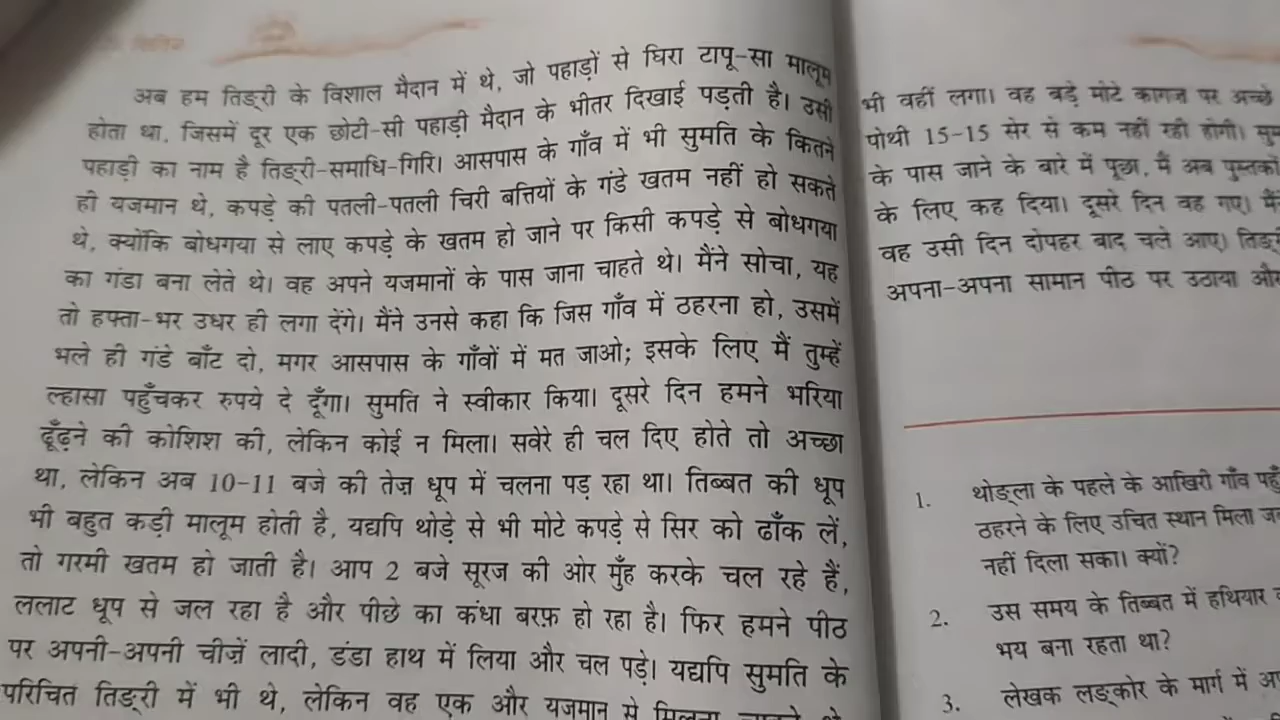 अब हम तिङ्री के विशाल मैदान में थे, जो पहाड़ों से घिरा टापू-सा मालूम
होता था, जिसमें दूर एक छोटी-सी पहाड़ी मैदान के भीतर दिखाई पड़ती है। उसी
पहाड़ी का नाम है तिङ्री-समाधि-गिरि। आसपास के गाँव में भी सुमति के कितने
ही यजमान थे, कपड़े की पतली-पतली चिरी बत्तियों के गंडे खतम नहीं हो सकते
थे, क्योंकि बोधगया से लाए कपड़े के खतम हो जाने पर किसी कपड़े से बोधगया
का गंडा बना लेते थे। वह अपने यजमानों के पास जाना चाहते थे। मैंने सोचा, यह
तो हफ्ता-भर उधर ही लगा देंगे। मैंने उनसे कहा कि जिस गाँव में ठहरना हो, उसमें
भले ही गंडे बाँट दो, मगर आसपास के गाँवों में मत जाओ; इसके लिए मैं तुम्हें
ल्हासा पहुँचकर रुपये दे दूँगा। सुमति ने स्वीकार किया। दूसरे दिन हमने भरिया
ढूँढ़ने की कोशिश की, लेकिन कोई न मिला। सवेरे ही चल दिए होते तो अच्छा
था, लेकिन अब 10-11 बजे की तेज़ धूप में चलना पड़ रहा था। तिब्बत की धूप
भी बहुत कड़ी मालूम होती है, यद्यपि थोड़े से भी मोटे कपड़े से सिर को ढाँक लें,
तो गरमी खतम हो जाती है। आप 2 बजे सूरज की ओर मुँह करके चल रहे हैं,
ललाट धूप से जल रहा है और पीछे का कंधा बरफ़ हो रहा है। फिर हमने पीठ
पर अपनी-अपनी चीज़ें लादी, डंडा हाथ में लिया और चल पड़े। यद्यपि सुमति के
परिचित तिङ्री में भी थे, लेकिन वह एक और यजमान से मिलना चाहते थे
भी वहीं लगा। वह बड़े मोटे कागज़ पर अच्छे
पोथी 15-15 सेर से कम नहीं रही होगी।
के पास जाने के बारे में पूछा, मैं अब पुस्तकों
के लिए कह दिया। दूसरे दिन वह गए। मैं
वह उसी दिन दोपहर बाद चले आए।
अपना-अपना सामान पीठ पर उठाया और
1. थोङ्ला के पहले के आखिरी गाँव
ठहरने के लिए उचित स्थान मिला
नहीं दिला सका। क्यों?
2. उस समय के तिब्बत में हथियार
भय बना रहता था?
3. लेखक लङ्कोर के मार्ग में